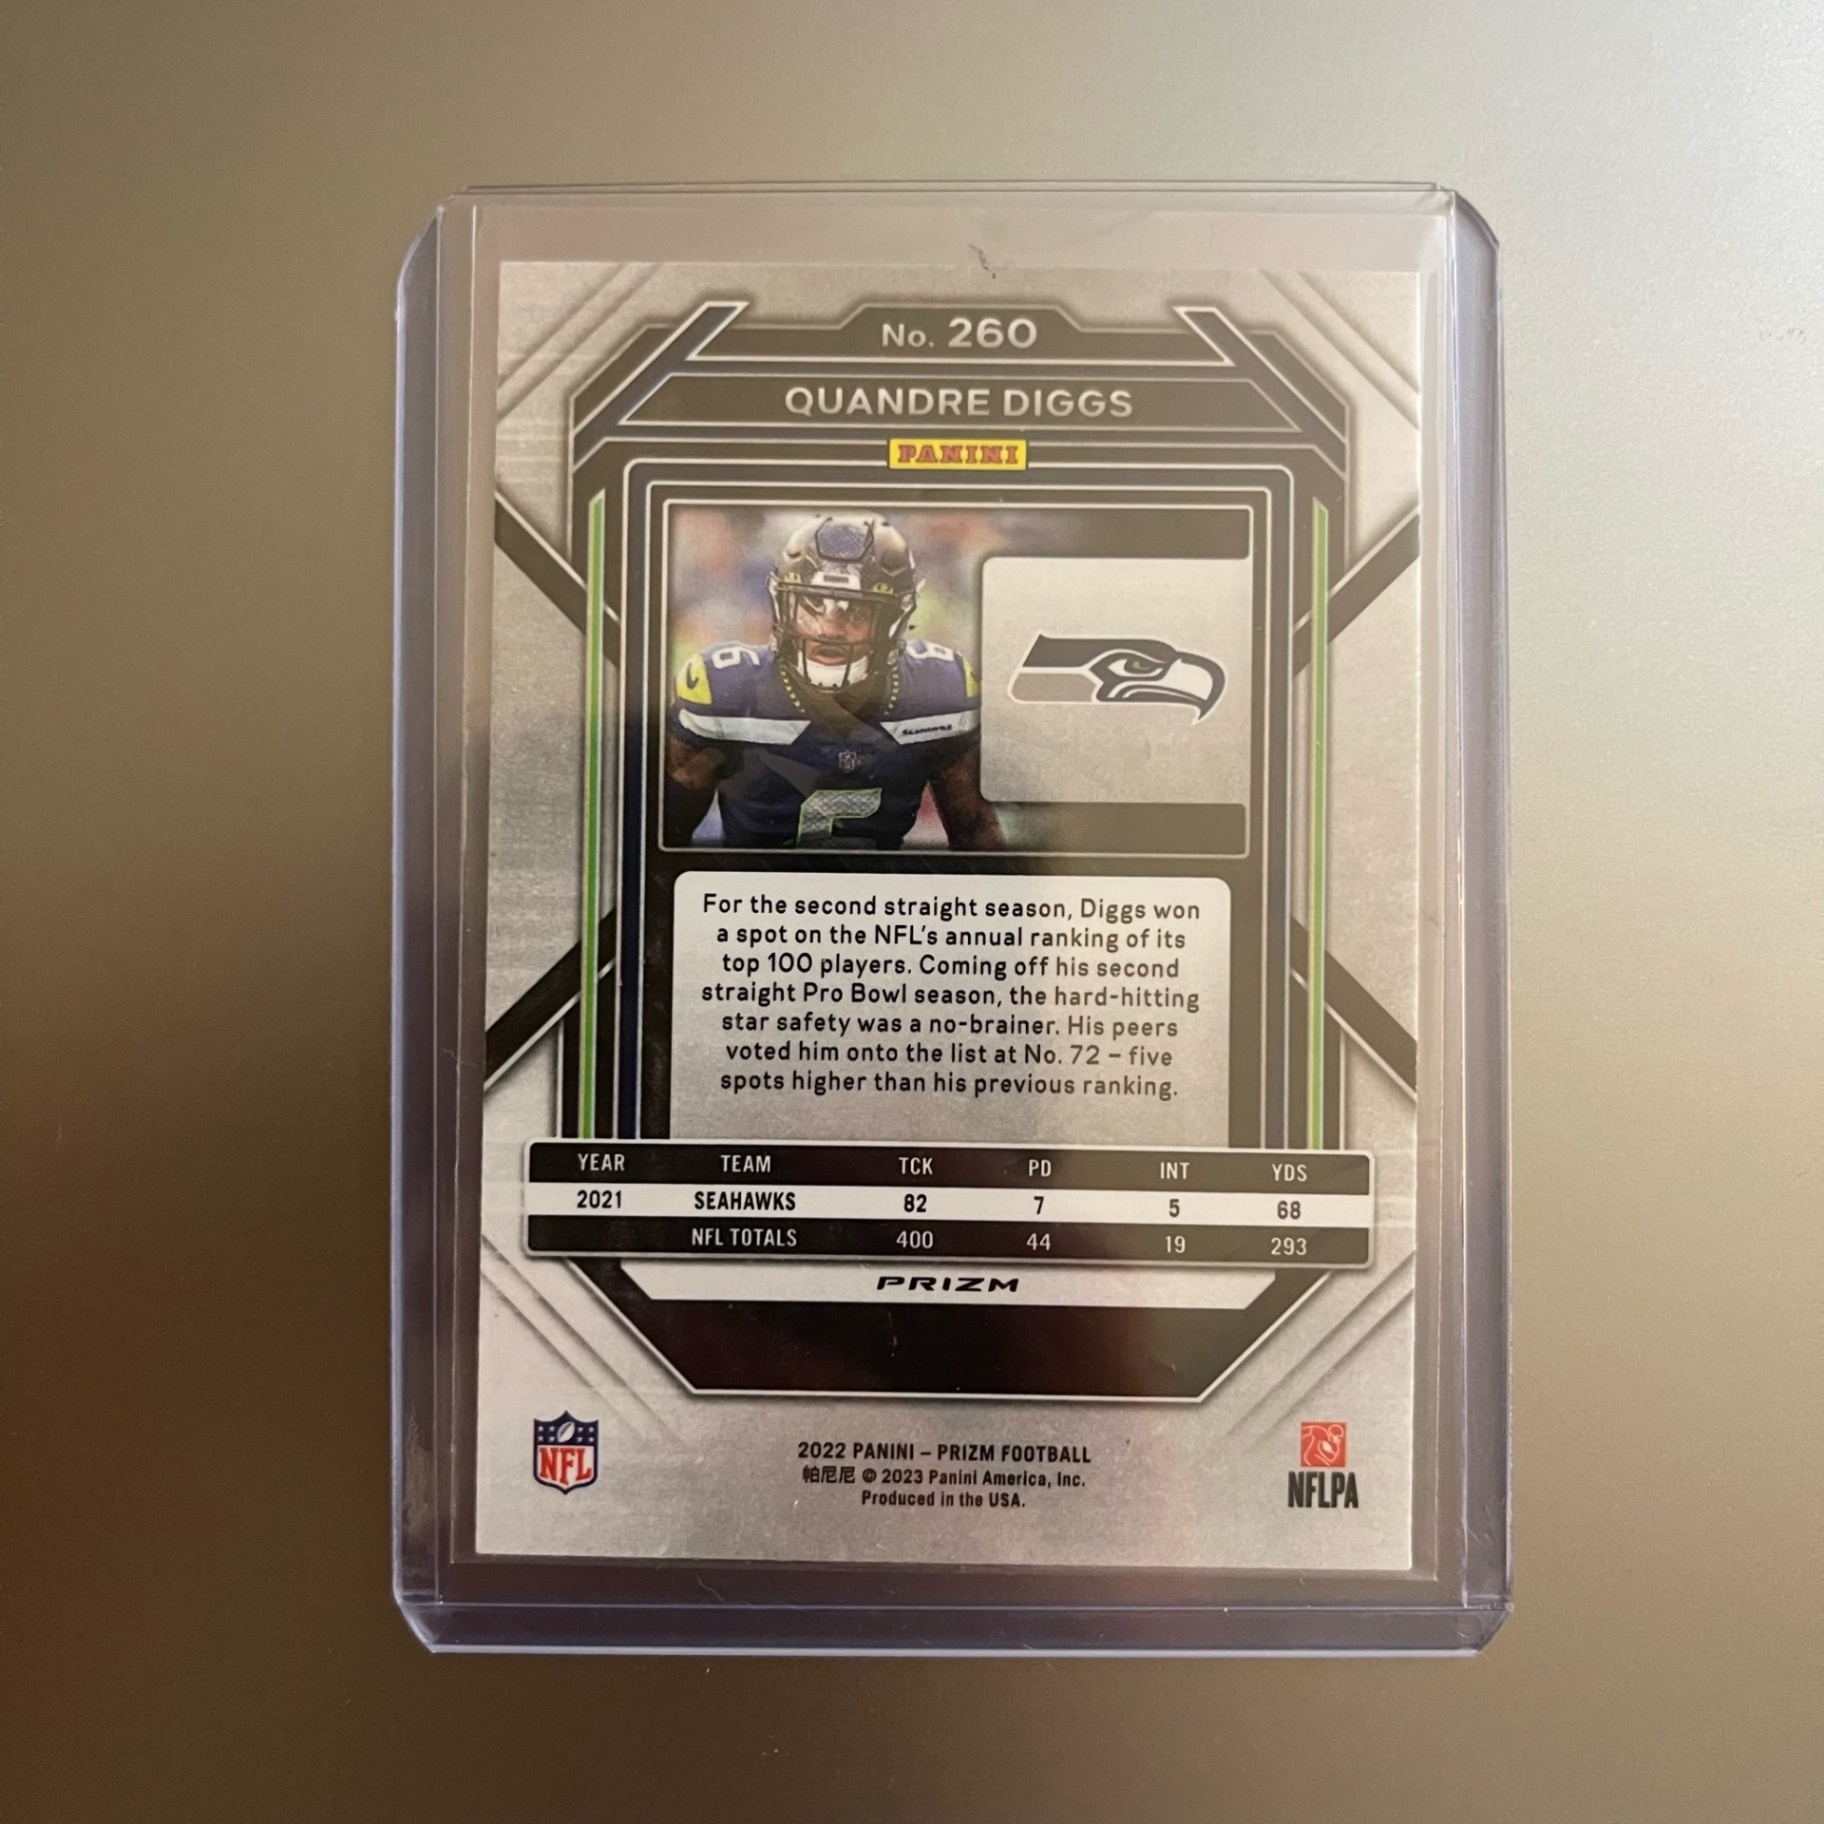 No. 260
QUANDRE DIGGS
PANINI
6 6
SEAHAWKS
6
For the second straight season, Diggs won
a spot on the NFL's annual ranking of its
top 100 players. Coming off his second
straight Pro Bowl season, the hard-hitting
star safety was a no-brainer. His peers
voted him onto the list at No. 72 – five
spots higher than his previous ranking.
YEAR TEAM TCK PD INT YDS
2021 SEAHAWKS 82 7 5 68
NFL TOTALS 400 44 19 293
PRIZM
NFL
2022 PANINI – PRIZM FOOTBALL
帕尼尼 © 2023 Panini America, Inc.
Produced in the USA.
NFLPA